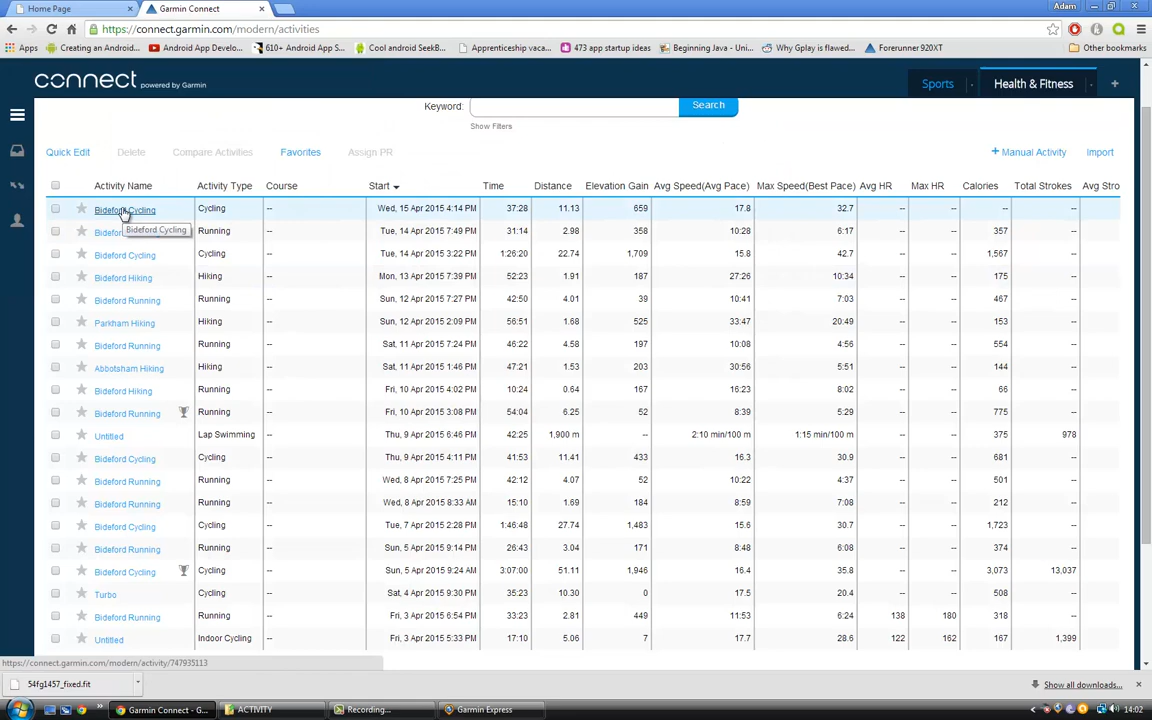 Home Page × Garmin Connect × Adam
https://connect.garmin.com/modern/activities
Apps Creating an Android... Android App Develo... 610+ Android App S... Cool android SeekB... Apprenticeship vaca... 473 app startup ideas Beginning Java - Uni... Why Gplay is flawed... Forerunner 920XT Other bookmarks
connect powered by Garmin Sports Health & Fitness +
Keyword: Search
Show Filters
Quick Edit Delete Compare Activities Favorites Assign PR + Manual Activity Import
Activity Name Activity Type Course Start Time Distance Elevation Gain Avg Speed(Avg Pace) Max Speed(Best Pace) Avg HR Max HR Calories Total Strokes Avg Stro
Bideford Cycling Cycling -- Wed, 15 Apr 2015 4:14 PM 37:28 11.13 659 17.8 32.7 -- -- -- --
Bideford Cycling
Bidefor Running -- Tue, 14 Apr 2015 7:49 PM 31:14 2.98 358 10:28 6:17 -- -- 357 --
Bideford Cycling Cycling -- Tue, 14 Apr 2015 3:22 PM 1:26:20 22.74 1,709 15.8 42.7 -- -- 1,567 --
Bideford Hiking Hiking -- Mon, 13 Apr 2015 7:39 PM 52:23 1.91 187 27:26 10:34 -- -- 175 --
Bideford Running Running -- Sun, 12 Apr 2015 7:27 PM 42:50 4.01 39 10:41 7:03 -- -- 467 --
Parkham Hiking Hiking -- Sun, 12 Apr 2015 2:09 PM 56:51 1.68 525 33:47 20:49 -- -- 153 --
Bideford Running Running -- Sat, 11 Apr 2015 7:24 PM 46:22 4.58 197 10:08 4:56 -- -- 554 --
Abbotsham Hiking Hiking -- Sat, 11 Apr 2015 1:46 PM 47:21 1.53 203 30:56 5:51 -- -- 144 --
Bideford Hiking Running -- Fri, 10 Apr 2015 4:02 PM 10:24 0.64 167 16:23 8:02 -- -- 66 --
Bideford Running Running -- Fri, 10 Apr 2015 3:08 PM 54:04 6.25 52 8:39 5:29 -- -- 775 --
Untitled Lap Swimming -- Thu, 9 Apr 2015 6:46 PM 42:25 1,900 m -- 2:10 min/100 m 1:15 min/100 m -- -- 375 978
Bideford Cycling Cycling -- Thu, 9 Apr 2015 4:11 PM 41:53 11.41 433 16.3 30.9 -- -- 681 --
Bideford Running Running -- Wed, 8 Apr 2015 7:25 PM 42:12 4.07 52 10:22 4:37 -- -- 501 --
Bideford Running Running -- Wed, 8 Apr 2015 8:33 AM 15:10 1.69 184 8:59 7:08 -- -- 212 --
Bideford Cycling Cycling -- Tue, 7 Apr 2015 2:28 PM 1:46:48 27.74 1,483 15.6 30.7 -- -- 1,723 --
Bideford Running Running -- Sun, 5 Apr 2015 9:14 PM 26:43 3.04 171 8:48 6:08 -- -- 374 --
Bideford Cycling Cycling -- Sun, 5 Apr 2015 9:24 AM 3:07:00 51.11 1,946 16.4 35.8 -- -- 3,073 13,037
Turbo Cycling -- Sat, 4 Apr 2015 9:30 PM 35:23 10.30 0 17.5 20.4 -- -- 508 --
Bideford Running Running -- Fri, 3 Apr 2015 6:54 PM 33:23 2.81 449 11:53 6:24 138 180 318 --
Untitled Indoor Cycling -- Fri, 3 Apr 2015 5:33 PM 17:10 5.06 7 17.7 28.6 122 162 167 1,399
https://connect.garmin.com/modern/activity/747935113
54fg1457_fixed.fit Show all downloads... ×
Garmin Connect - G... ACTIVITY Recording... Garmin Express 14:02